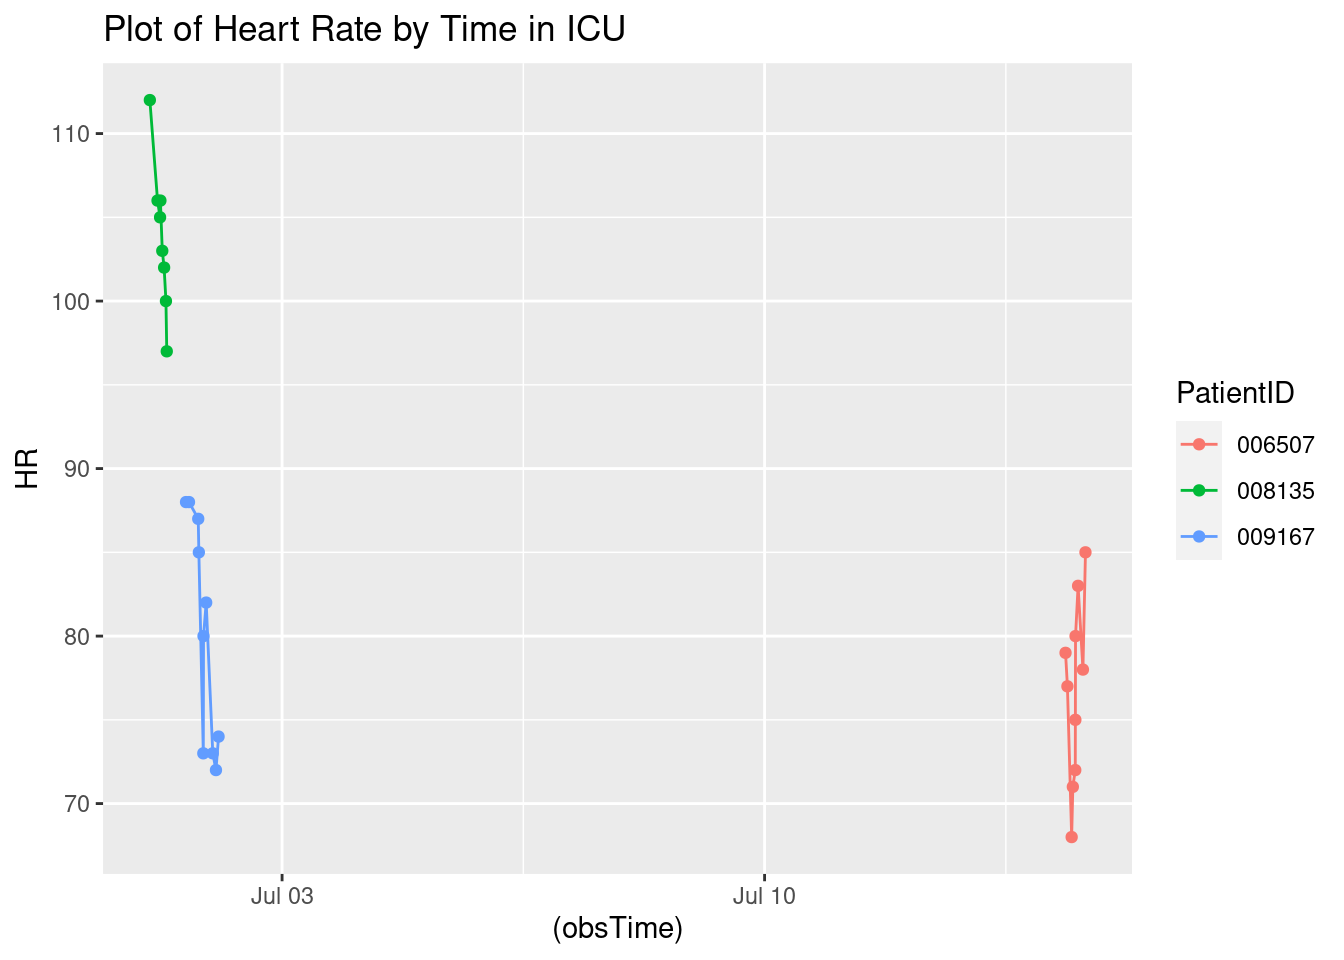 Plot of Heart Rate by Time in ICU
110
100
90
80
70
HR
Jul 03
Jul 10
(obsTime)
PatientID
006507
008135
009167